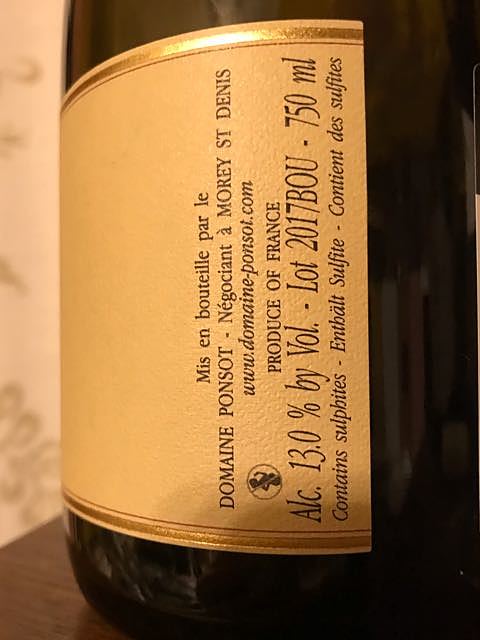 Mis en bouteille par le
DOMAINE PONSOT - Négociant à MOREY ST DENIS
www.domaine-ponsot.com
PRODUCE OF FRANCE
Alc. 13.0 % by Vol. - Lot 2017BOU - 750 ml
Contains sulphites - Enthält Sulfite - Contient des sulfites